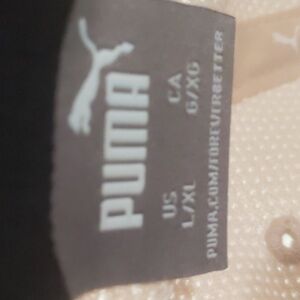 PUMA
US CA
L/XL G/XG
PUMA.COM/FOREVERBETTER